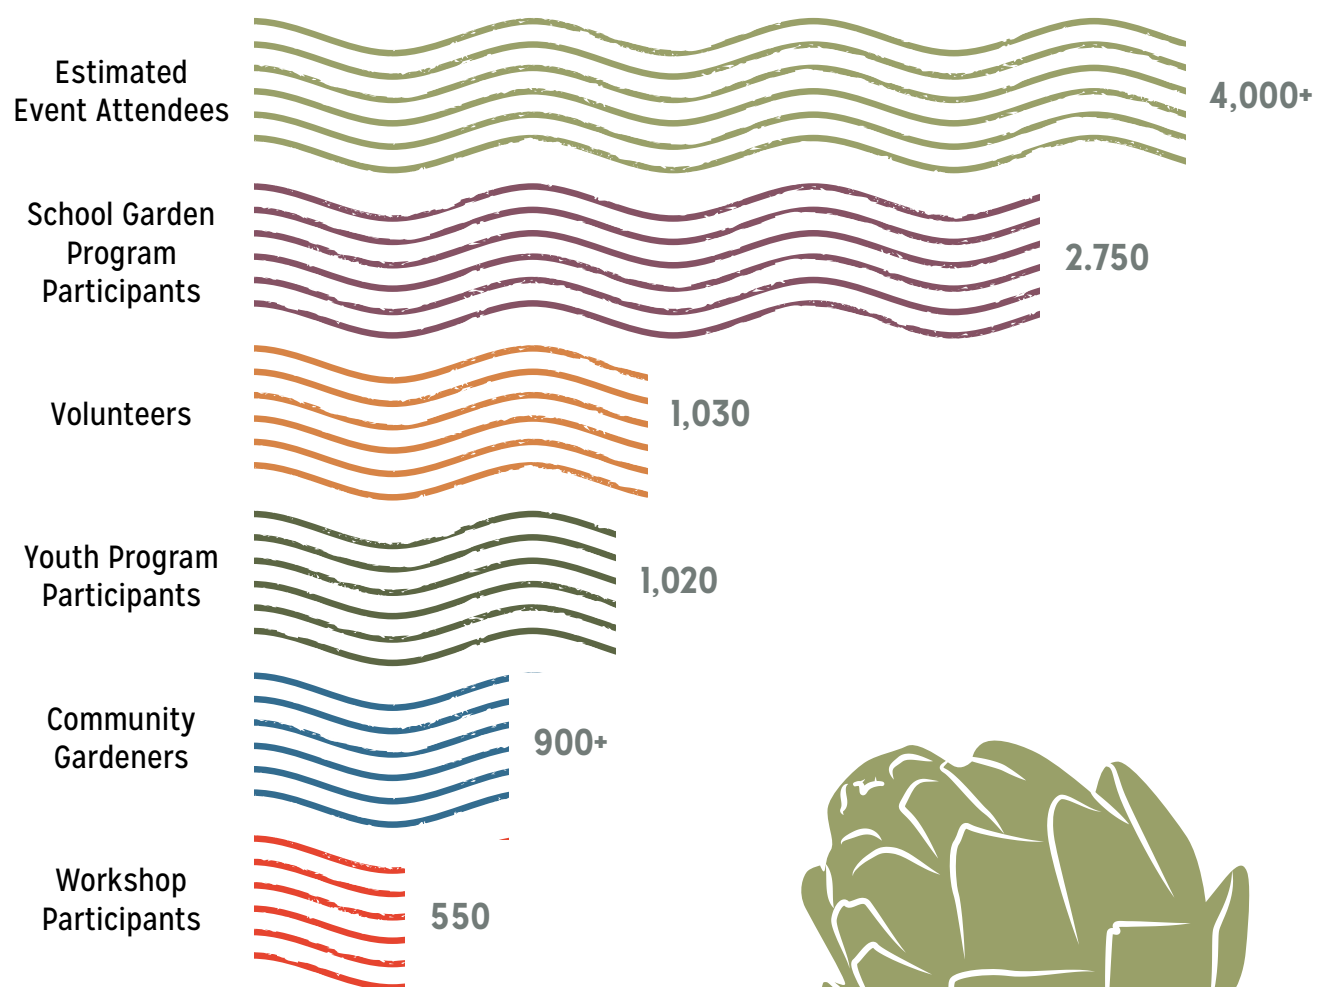 Estimated
Event Attendees
4,000+
School Garden
Program
Participants
2.750
Volunteers
1,030
Youth Program
Participants
1,020
Community
Gardeners
900+
Workshop
Participants
550